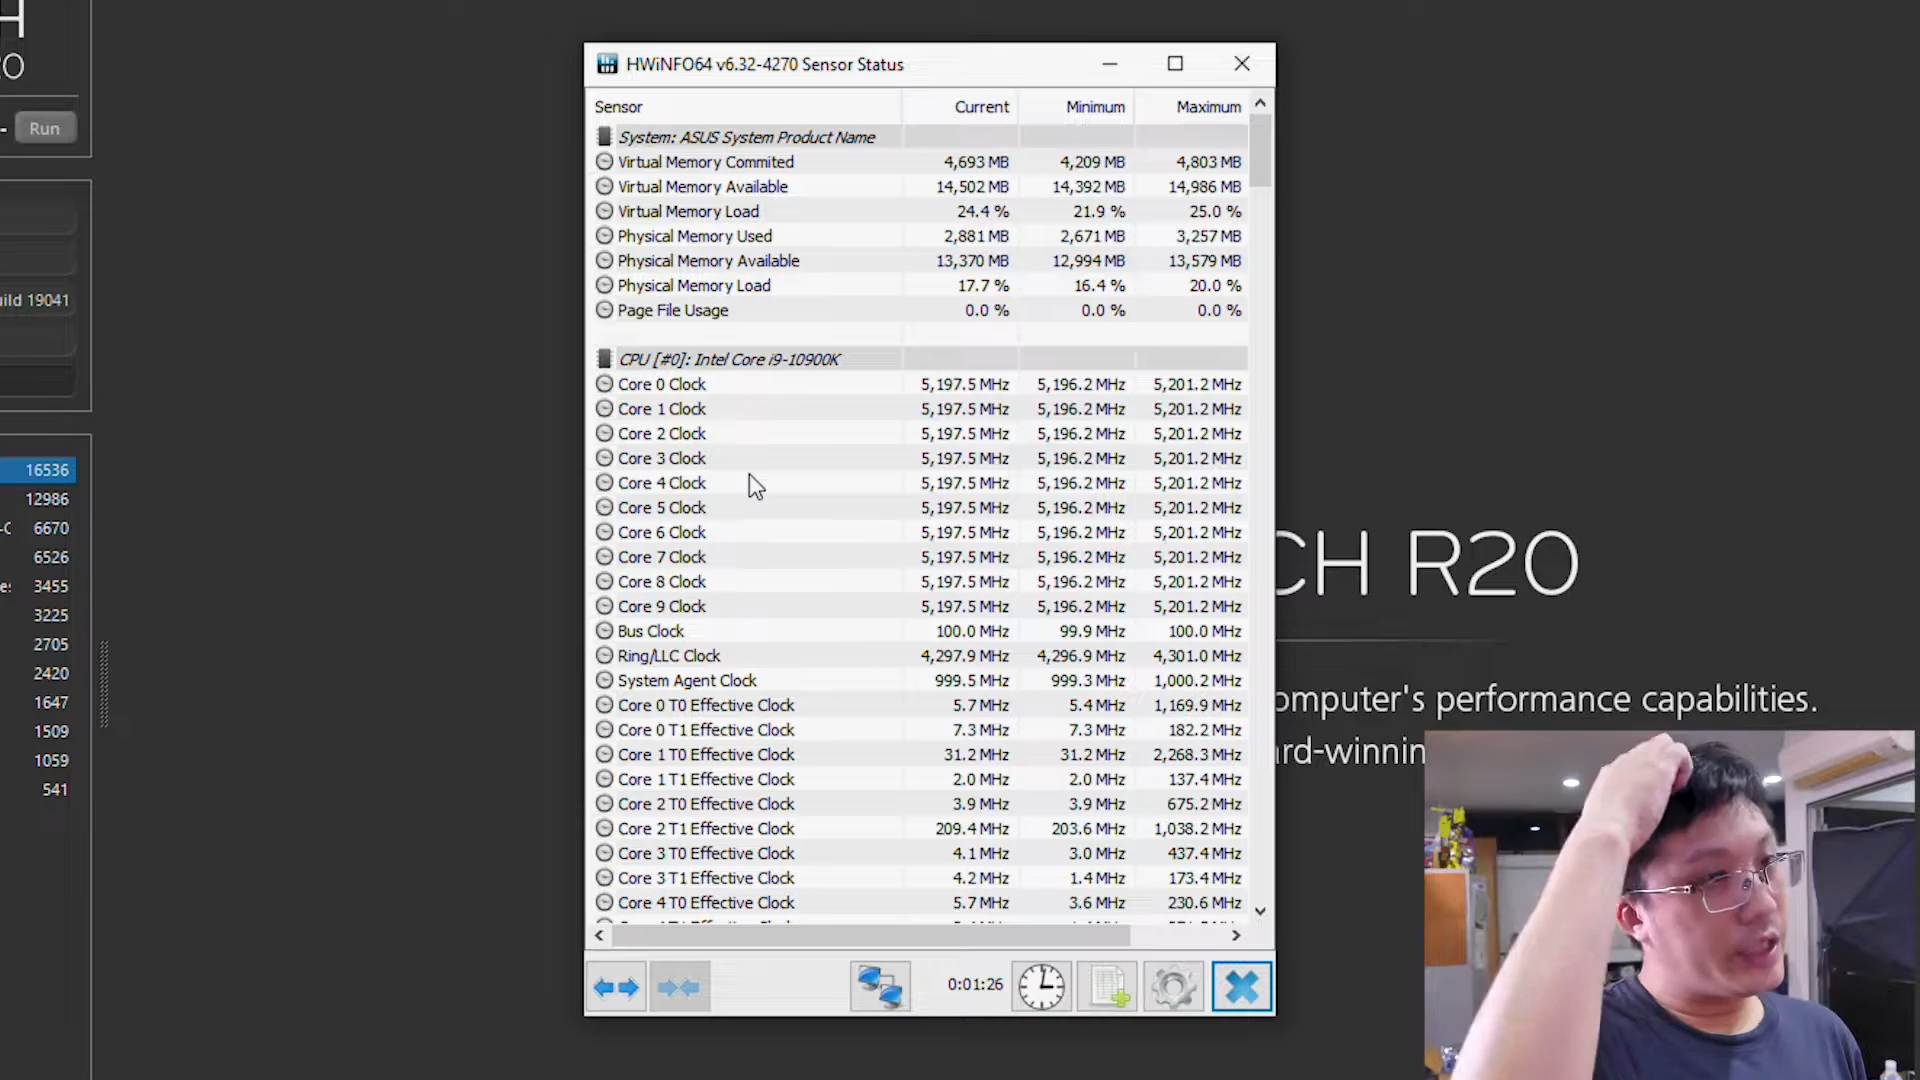 H
20
- Run
uild 19041
16536
12986
-C 6670
6526
e: 3455
3225
2705
2420
1647
1509
1059
541
HWiNFO64 v6.32-4270 Sensor Status
Sensor Current Minimum Maximum
System: ASUS System Product Name
Virtual Memory Commited 4,693 MB 4,209 MB 4,803 MB
Virtual Memory Available 14,502 MB 14,392 MB 14,986 MB
Virtual Memory Load 24.4 % 21.9 % 25.0 %
Physical Memory Used 2,881 MB 2,671 MB 3,257 MB
Physical Memory Available 13,370 MB 12,994 MB 13,579 MB
Physical Memory Load 17.7 % 16.4 % 20.0 %
Page File Usage 0.0 % 0.0 % 0.0 %
CPU [#0]: Intel Core i9-10900K
Core 0 Clock 5,197.5 MHz 5,196.2 MHz 5,201.2 MHz
Core 1 Clock 5,197.5 MHz 5,196.2 MHz 5,201.2 MHz
Core 2 Clock 5,197.5 MHz 5,196.2 MHz 5,201.2 MHz
Core 3 Clock 5,197.5 MHz 5,196.2 MHz 5,201.2 MHz
Core 4 Clock 5,197.5 MHz 5,196.2 MHz 5,201.2 MHz
Core 5 Clock 5,197.5 MHz 5,196.2 MHz 5,201.2 MHz
Core 6 Clock 5,197.5 MHz 5,196.2 MHz 5,201.2 MHz
Core 7 Clock 5,197.5 MHz 5,196.2 MHz 5,201.2 MHz
Core 8 Clock 5,197.5 MHz 5,196.2 MHz 5,201.2 MHz
Core 9 Clock 5,197.5 MHz 5,196.2 MHz 5,201.2 MHz
Bus Clock 100.0 MHz 99.9 MHz 100.0 MHz
Ring/LLC Clock 4,297.9 MHz 4,296.9 MHz 4,301.0 MHz
System Agent Clock 999.5 MHz 999.3 MHz 1,000.2 MHz
Core 0 T0 Effective Clock 5.7 MHz 5.4 MHz 1,169.9 MHz
Core 0 T1 Effective Clock 7.3 MHz 7.3 MHz 182.2 MHz
Core 1 T0 Effective Clock 31.2 MHz 31.2 MHz 2,268.3 MHz
Core 1 T1 Effective Clock 2.0 MHz 2.0 MHz 137.4 MHz
Core 2 T0 Effective Clock 3.9 MHz 3.9 MHz 675.2 MHz
Core 2 T1 Effective Clock 209.4 MHz 203.6 MHz 1,038.2 MHz
Core 3 T0 Effective Clock 4.1 MHz 3.0 MHz 437.4 MHz
Core 3 T1 Effective Clock 4.2 MHz 1.4 MHz 173.4 MHz
Core 4 T0 Effective Clock 5.7 MHz 3.6 MHz 230.6 MHz
0:01:26
CH R20
omputer's performance capabilities.
ard-winnin